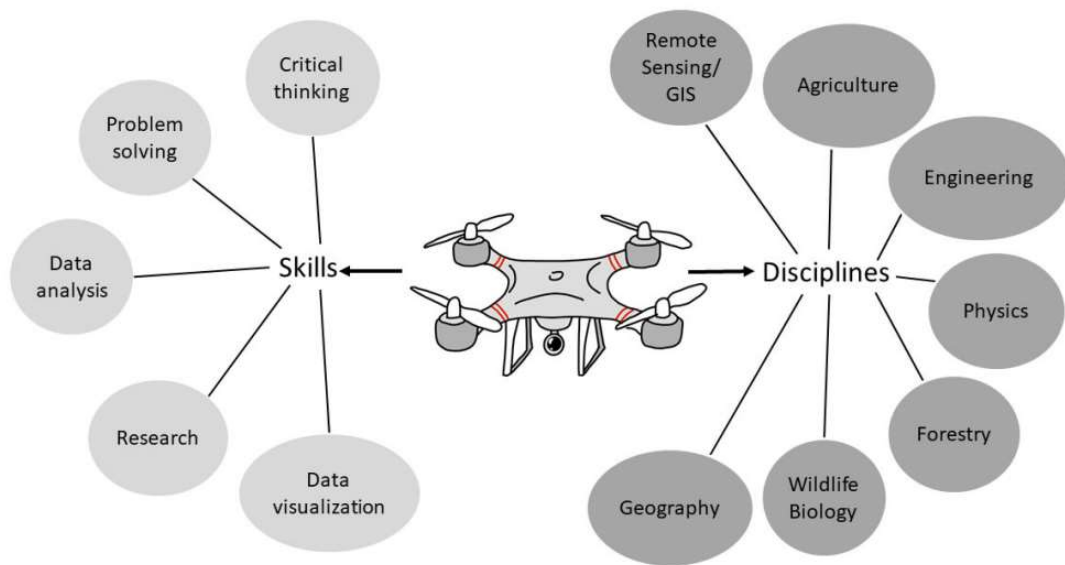 Critical
thinking
Problem
solving
Data
analysis
Research
Data
visualization
Skills
Disciplines
Remote
Sensing/
GIS
Agriculture
Engineering
Physics
Forestry
Wildlife
Biology
Geography